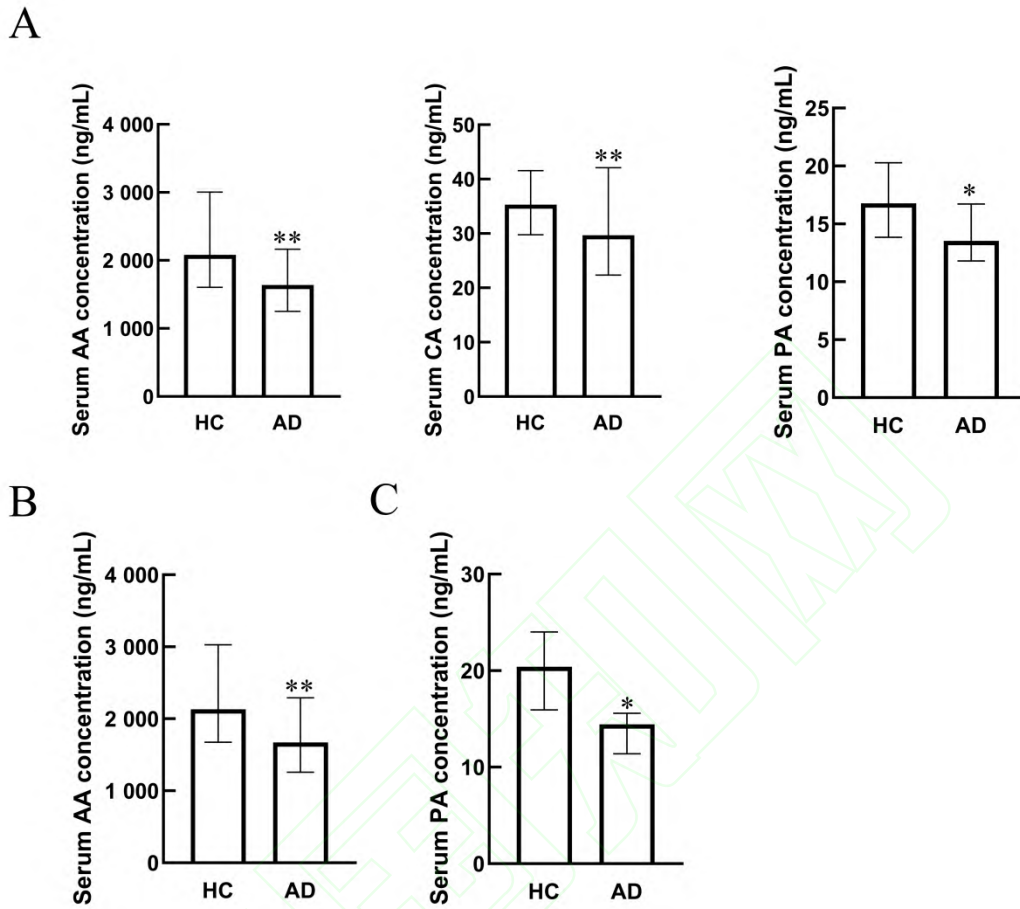 A
Serum AA concentration (ng/mL)
4 000
3 000
2 000
1 000
0
**
HC
AD
Serum CA concentration (ng/mL)
50
40
30
20
10
0
**
HC
AD
Serum PA concentration (ng/mL)
25
20
15
10
5
0
*
HC
AD
B
Serum AA concentration (ng/mL)
4 000
3 000
2 000
1 000
0
**
HC
AD
C
Serum PA concentration (ng/mL)
30
20
10
0
*
HC
AD